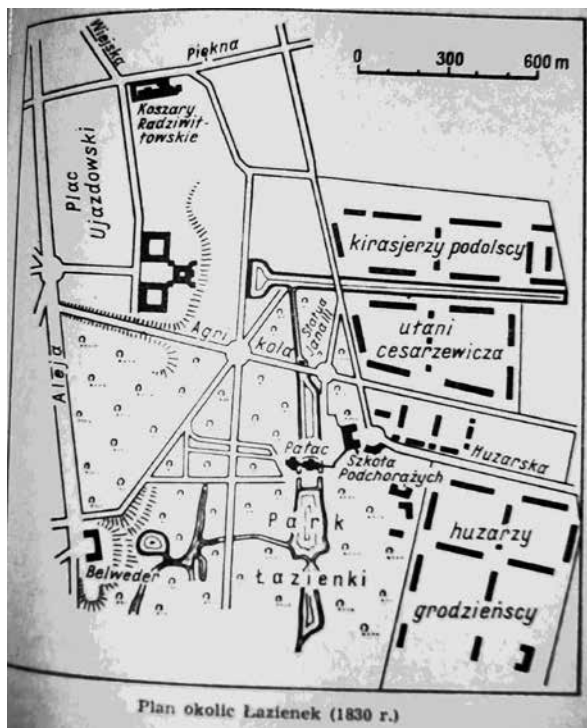 Wiejska
Piękna
0 300 600 m
Koszary
Radziwił-
łowskie
Plac
Ujazdowski
kirasjerzy podolscy
Statua
Jana III
ułani
cesarzewicza
Agri kola
Aleja
Pałac
Szkoła
Podchorążych
Huzarska
Park
huzarzy
Belweder
Łazienki
grodzieńscy
Plan okolic Łazienek (1830 r.)